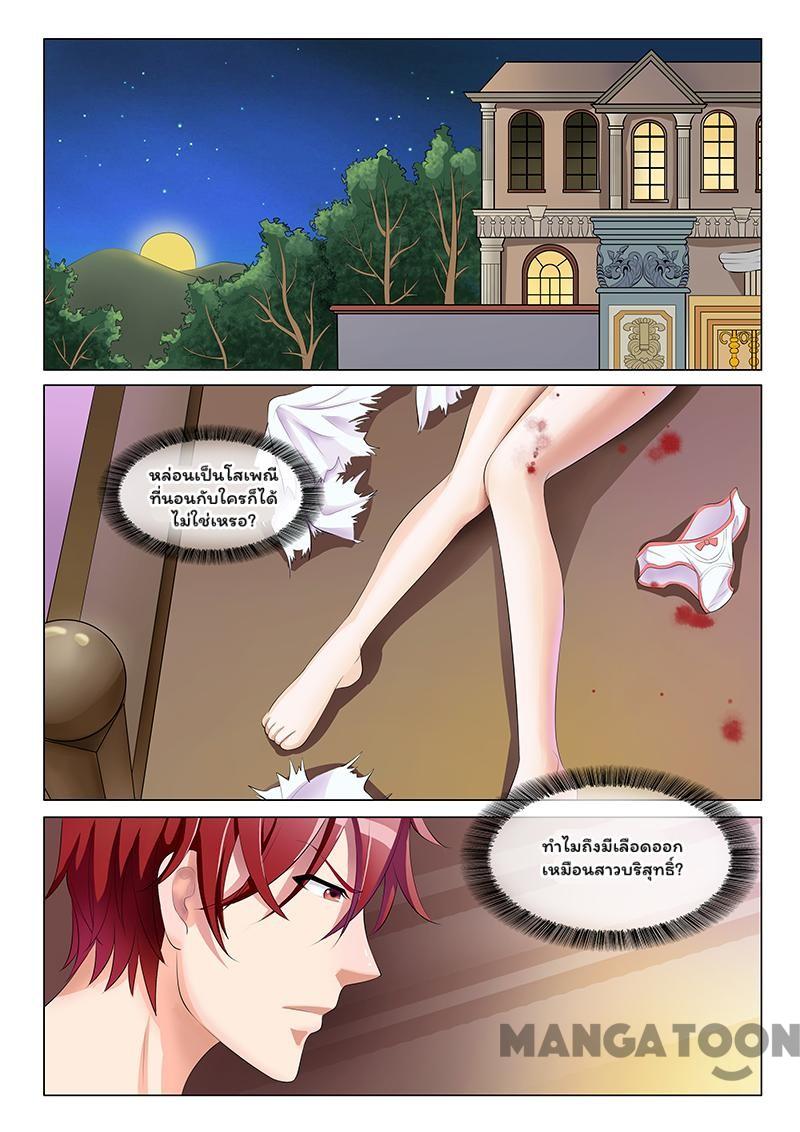 หล่อนเป็นโสเพณี
ที่นอนกับใครก็ได้
ไม่ใช่เหรอ?
ทำไมถึงมีเลือดออก
เหมือนสาวบริสุทธิ์?
MANGATOON